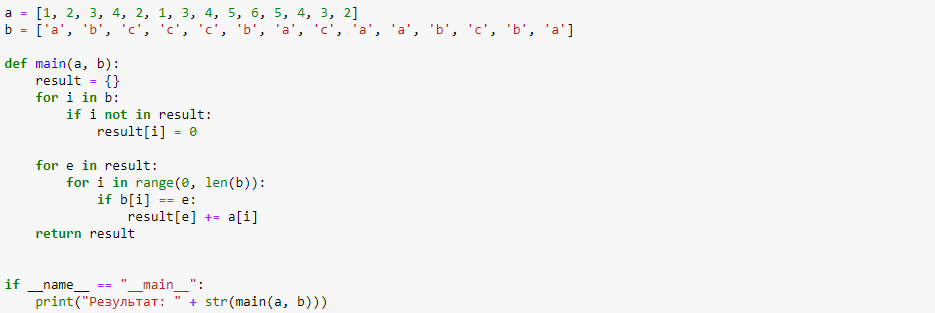 a = [1, 2, 3, 4, 2, 1, 3, 4, 5, 6, 5, 4, 3, 2]
b = ['a', 'b', 'c', 'c', 'c', 'b', 'a', 'c', 'a', 'a', 'b', 'c', 'b', 'a']
def main(a, b):
    result = {}
    for i in b:
        if i not in result:
            result[i] = 0
    for e in result:
        for i in range(0, len(b)):
            if b[i] == e:
                result[e] += a[i]
    return result
if __name__ == "__main__":
    print("Результат: " + str(main(a, b)))